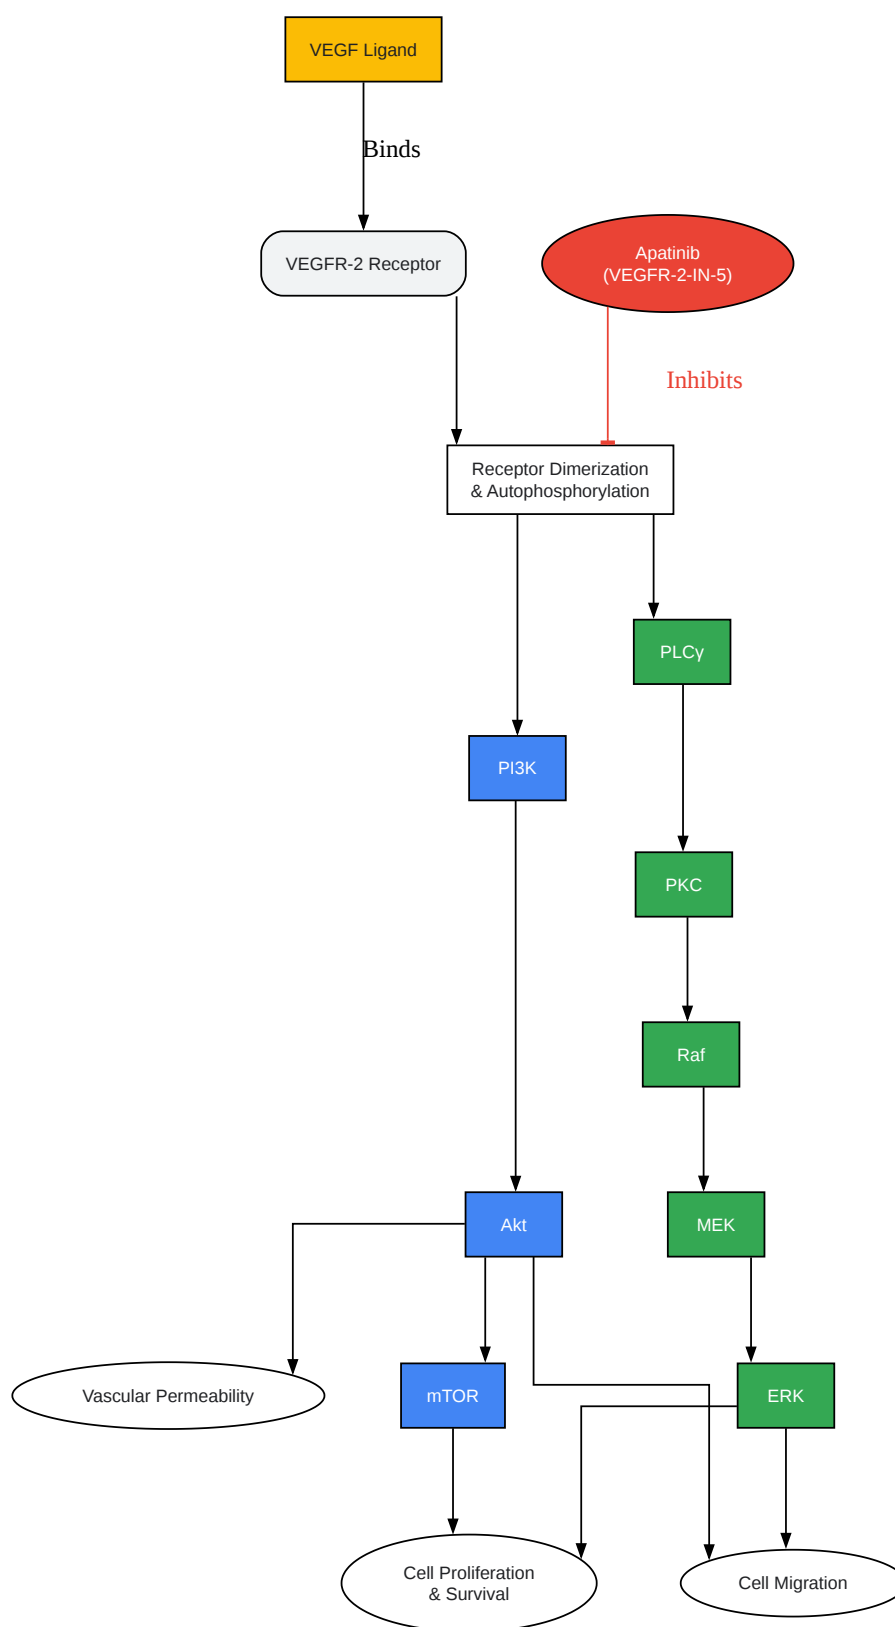 VEGF Ligand
Binds
VEGFR-2 Receptor
Apatinib
(VEGFR-2-IN-5)
Inhibits
Receptor Dimerization
& Autophosphorylation
PLCγ
PI3K
PKC
Raf
Akt
MEK
Vascular Permeability
mTOR
ERK
Cell Proliferation
& Survival
Cell Migration